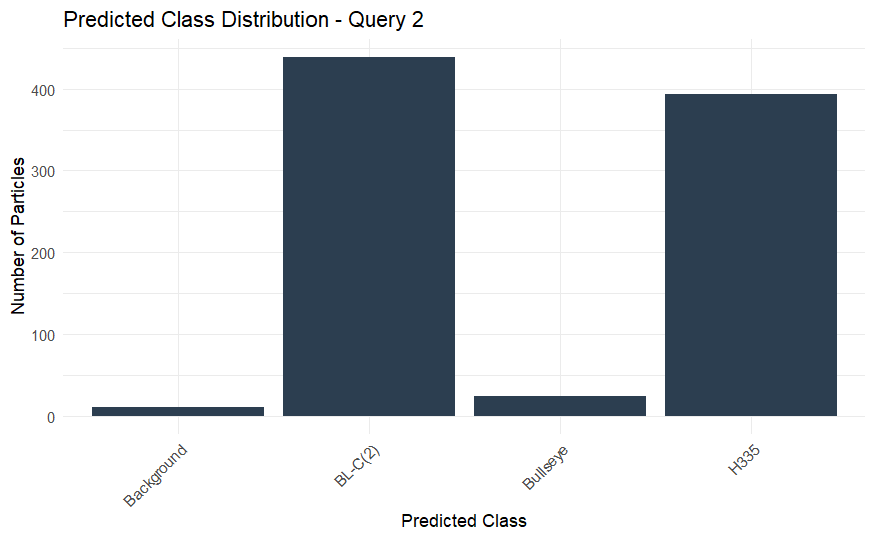 Predicted Class Distribution - Query 2
Number of Particles
400
300
200
100
0
Background
BL-C(2)
Bullseye
H335
Predicted Class